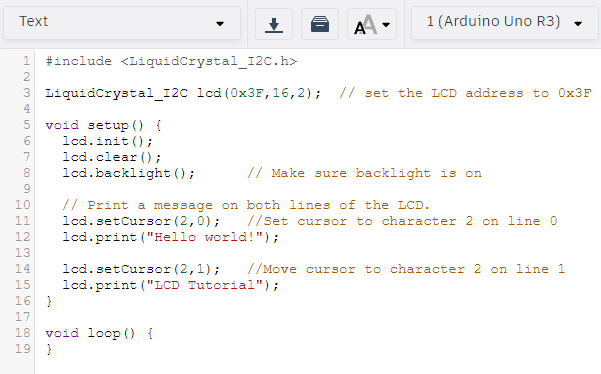 Text
1 (Arduino Uno R3)
1 #include <LiquidCrystal_I2C.h>
2
3 LiquidCrystal_I2C lcd(0x3F,16,2);  // set the LCD address to 0x3F
4
5 void setup() {
6   lcd.init();
7   lcd.clear();
8   lcd.backlight();      // Make sure backlight is on
9
10   // Print a message on both lines of the LCD.
11   lcd.setCursor(2,0);   //Set cursor to character 2 on line 0
12   lcd.print("Hello world!");
13
14   lcd.setCursor(2,1);   //Move cursor to character 2 on line 1
15   lcd.print("LCD Tutorial");
16 }
17
18 void loop() {
19 }